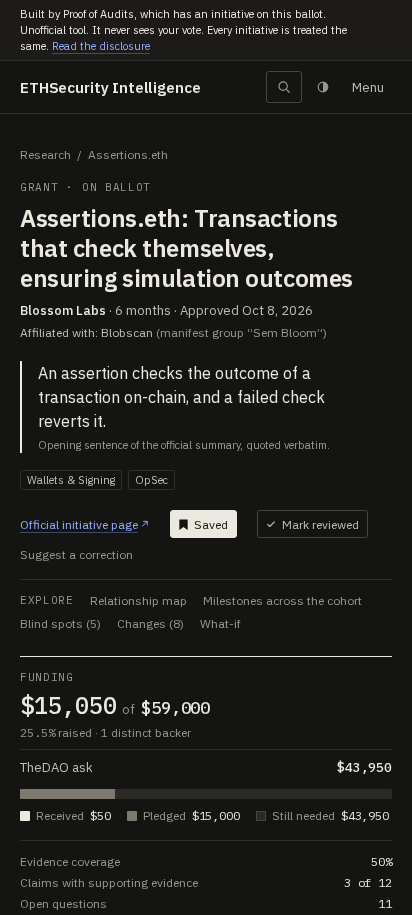 Built by Proof of Audits, which has an initiative on this ballot.
Unofficial tool. It never sees your vote. Every initiative is treated the
same. Read the disclosure
ETHSecurity Intelligence
Menu
Research / Assertions.eth
GRANT · ON BALLOT
Assertions.eth: Transactions
that check themselves,
ensuring simulation outcomes
Blossom Labs · 6 months · Approved Oct 8, 2026
Affiliated with: Blobscan (manifest group “Sem Bloom”)
An assertion checks the outcome of a
transaction on-chain, and a failed check
reverts it.
Opening sentence of the official summary, quoted verbatim.
Wallets & Signing OpSec
Official initiative page ↗ Saved Mark reviewed
Suggest a correction
EXPLORE Relationship map Milestones across the cohort
Blind spots (5) Changes (8) What-if
FUNDING
$15,050 of $59,000
25.5% raised · 1 distinct backer
TheDAO ask $43,950
Received $50 Pledged $15,000 Still needed $43,950
Evidence coverage 50%
Claims with supporting evidence 3 of 12
Open questions 11